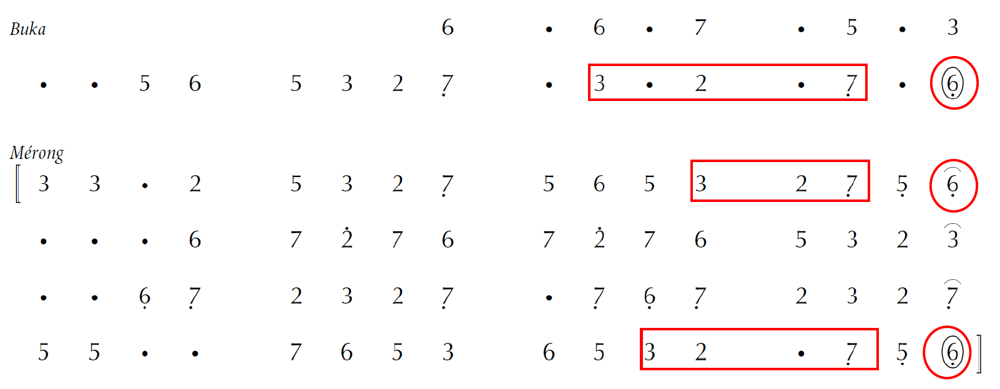 Buka 6 • 6 • 7 • 5 • 3
• • 5 6 5 3 2 7̣ • 3 • 2 • 7̣ • 6̣
Mérong
[ 3 3 • 2 5 3 2 7̣ 5 6 5 3 2 7̣ 5̣ 6̣
• • • 6 7 2̇ 7 6 7 2̇ 7 6 5 3 2 3
• • 6̣ 7̣ 2 3 2 7̣ • 7̣ 6̣ 7̣ 2 3 2 7̣
5 5 • • 7 6 5 3 6 5 3 2 • 7̣ 5̣ 6̣ ]